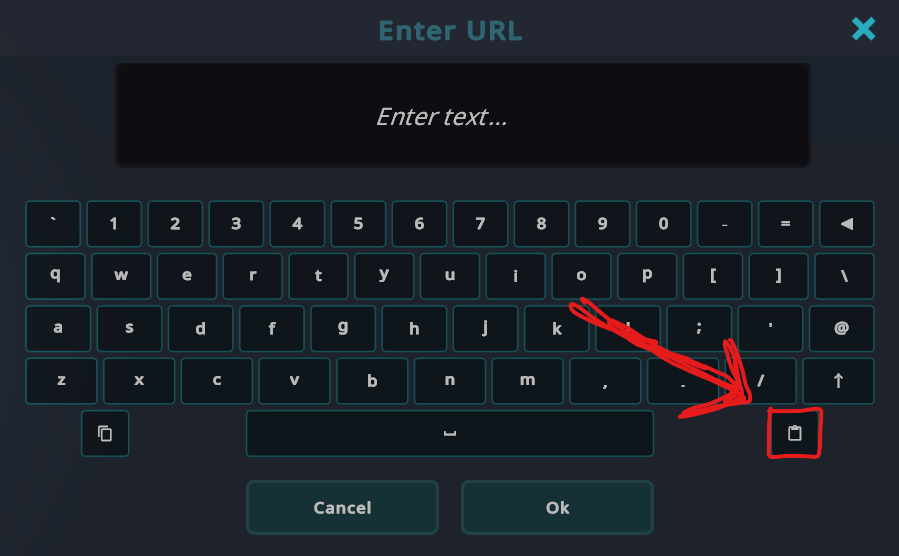 Enter URL
Enter text...
` 1 2 3 4 5 6 7 8 9 0 - =
q w e r t y u i o p [ ] \
a s d f g h j k ; ' @
z x c v b n m , . /
Cancel Ok